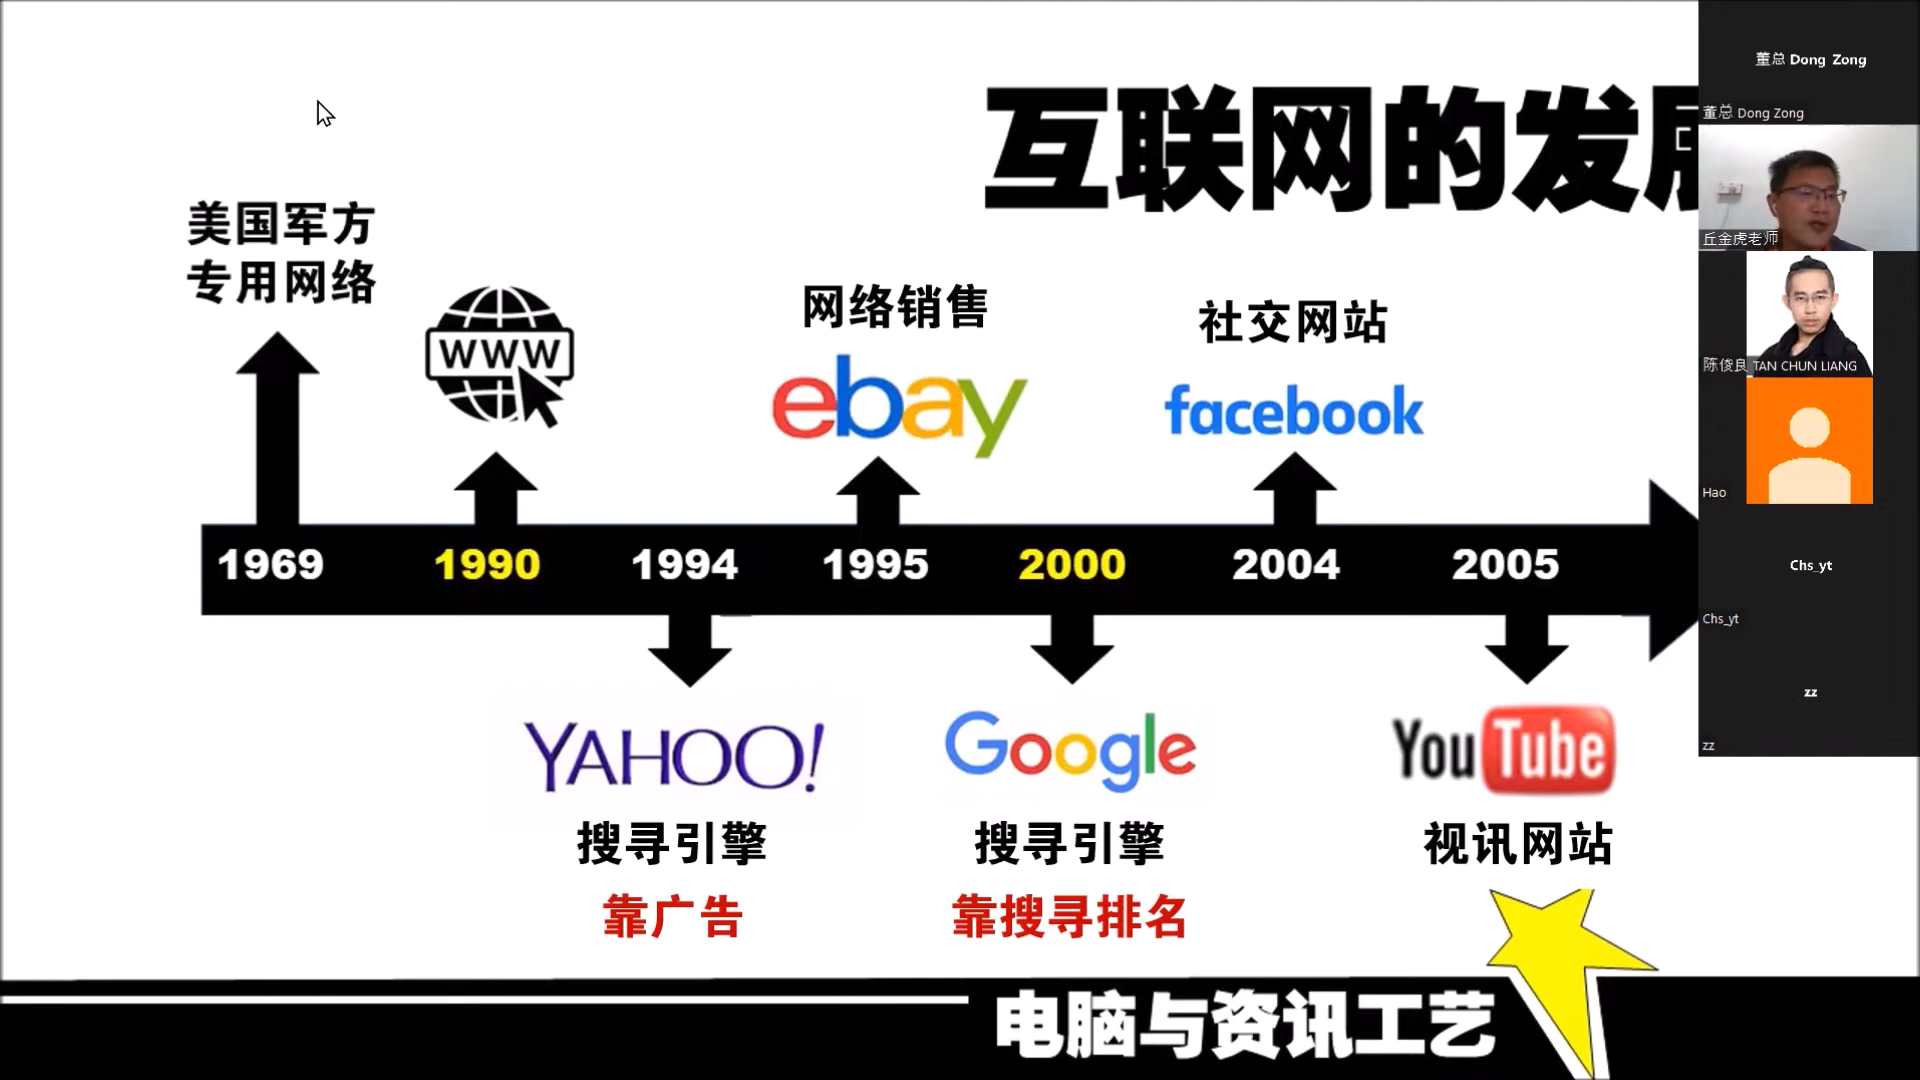 互联网的发展
美国军方
专用网络
WWW
网络销售
ebay
社交网站
facebook
1969
1990
1994
1995
2000
2004
2005
YAHOO!
搜寻引擎
靠广告
Google
搜寻引擎
靠搜寻排名
YouTube
视讯网站
电脑与资讯工艺
董总 Dong Zong
董总 Dong Zong
丘金虎老师
陈俊良 TAN CHUN LIANG
Hao
Chs_yt
Chs_yt
zz
zz